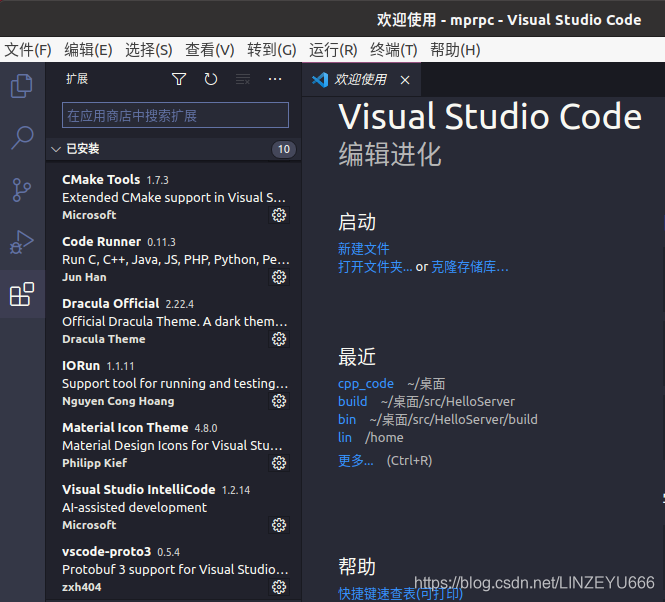 欢迎使用 - mprpc - Visual Studio Code
文件(F) 编辑(E) 选择(S) 查看(V) 转到(G) 运行(R) 终端(T) 帮助(H)
扩展
欢迎使用
在应用商店中搜索扩展
已安装 10
CMake Tools 1.7.3
Extended CMake support in Visual S...
Microsoft
Code Runner 0.11.3
Run C, C++, Java, JS, PHP, Python, Pe...
Jun Han
Dracula Official 2.22.4
Official Dracula Theme. A dark them...
Dracula Theme
IORun 1.1.11
Support tool for running and testing...
Nguyen Cong Hoang
Material Icon Theme 4.8.0
Material Design Icons for Visual Stu...
Philipp Kief
Visual Studio IntelliCode 1.2.14
AI-assisted development
Microsoft
vscode-proto3 0.5.4
Protobuf 3 support for Visual Studio...
zxh404
Visual Studio Code
编辑进化
启动
新建文件
打开文件夹... or 克隆存储库...
最近
cpp_code ~/桌面
build ~/桌面/src/HelloServer
bin ~/桌面/src/HelloServer/build
lin /home
更多... (Ctrl+R)
帮助
快捷键速查表(可打印)
https://blog.csdn.net/LINZEYU666